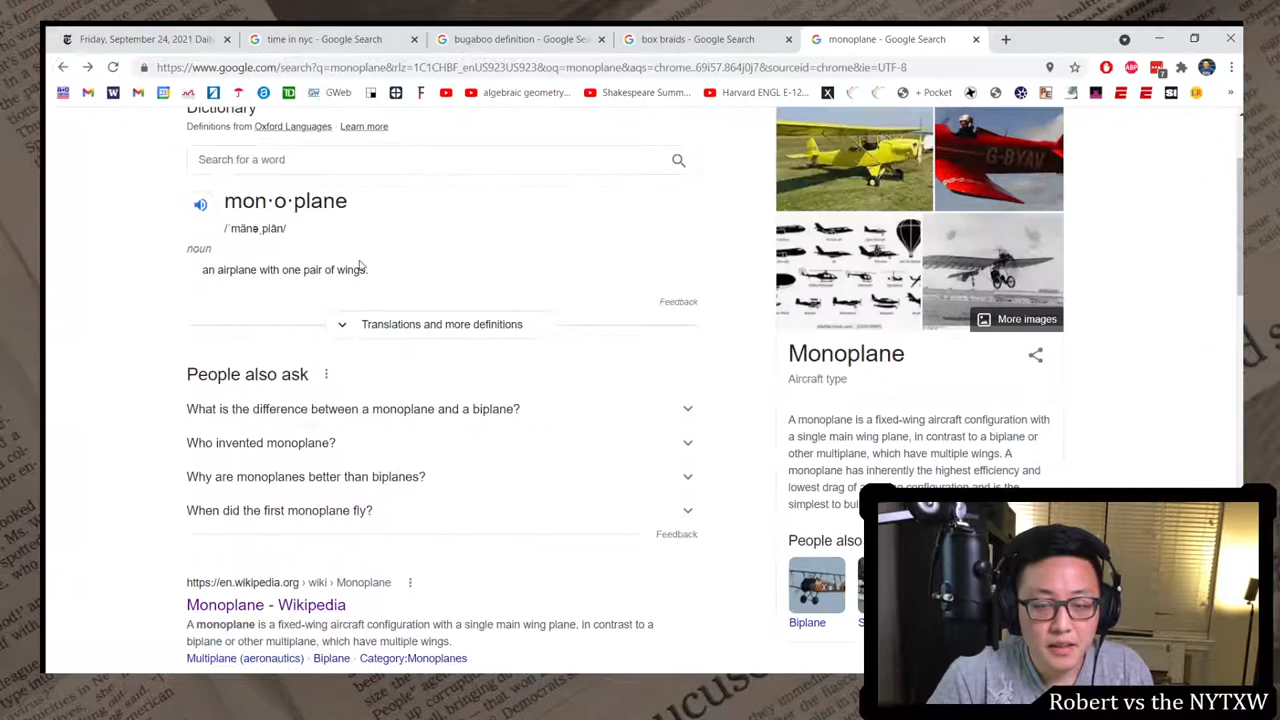 Friday, September 24, 2021 Dail
time in nyc - Google Search
bugaboo definition - Google Se
box braids - Google Search
monoplane - Google Search
https://www.google.com/search?q=monoplane&rlz=1C1CHBF_enUS923US923&oq=monoplane&aqs=chrome..69i57.864j0j7&sourceid=chrome&ie=UTF-8
7
GWeb
algebraic geometry...
Shakespeare Summ...
Harvard ENGL E-12...
+ Pocket
Dictionary
Definitions from Oxford Languages · Learn more
Search for a word
mon·o·plane
/ˈmänəˌplān/
noun
an airplane with one pair of wings.
Feedback
Translations and more definitions
People also ask
What is the difference between a monoplane and a biplane?
Who invented monoplane?
Why are monoplanes better than biplanes?
When did the first monoplane fly?
Feedback
https://en.wikipedia.org › wiki › Monoplane
Monoplane - Wikipedia
A monoplane is a fixed-wing aircraft configuration with a single main wing plane, in contrast to a
biplane or other multiplane, which have multiple wings.
Multiplane (aeronautics) · Biplane · Category:Monoplanes
G-BYAV
More images
Monoplane
Aircraft type
A monoplane is a fixed-wing aircraft configuration with
a single main wing plane, in contrast to a biplane or
other multiplane, which have multiple wings. A
monoplane has inherently the highest efficiency and
lowest drag of a configuration and is the
simplest to bui
People also
Biplane
S
Robert vs the NYTXW